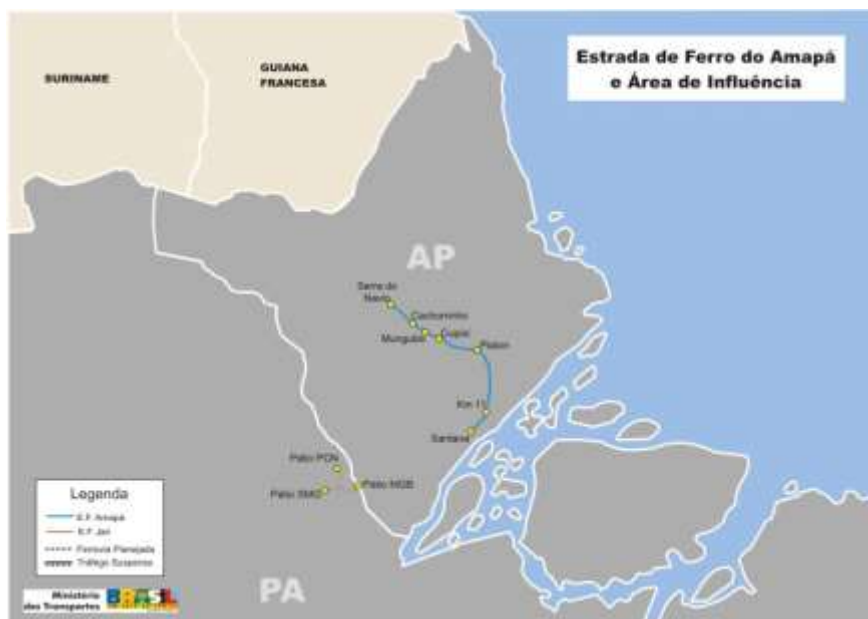 SURINAME
GUIANA
FRANCESA
Estrada de Ferro do Amapá
e Área de Influência
AP
Serra do
Navio
Cachorrinho
Munguba
Cupixi
Platon
Km 11
Santana
Pátio PCN
Pátio SMO
Pátio MGB
Legenda
E.F. Amapá
E.F. Jari
Ferrovia Planejada
Tráfego Suspenso
Ministério
dos Transportes
BRASIL
PA